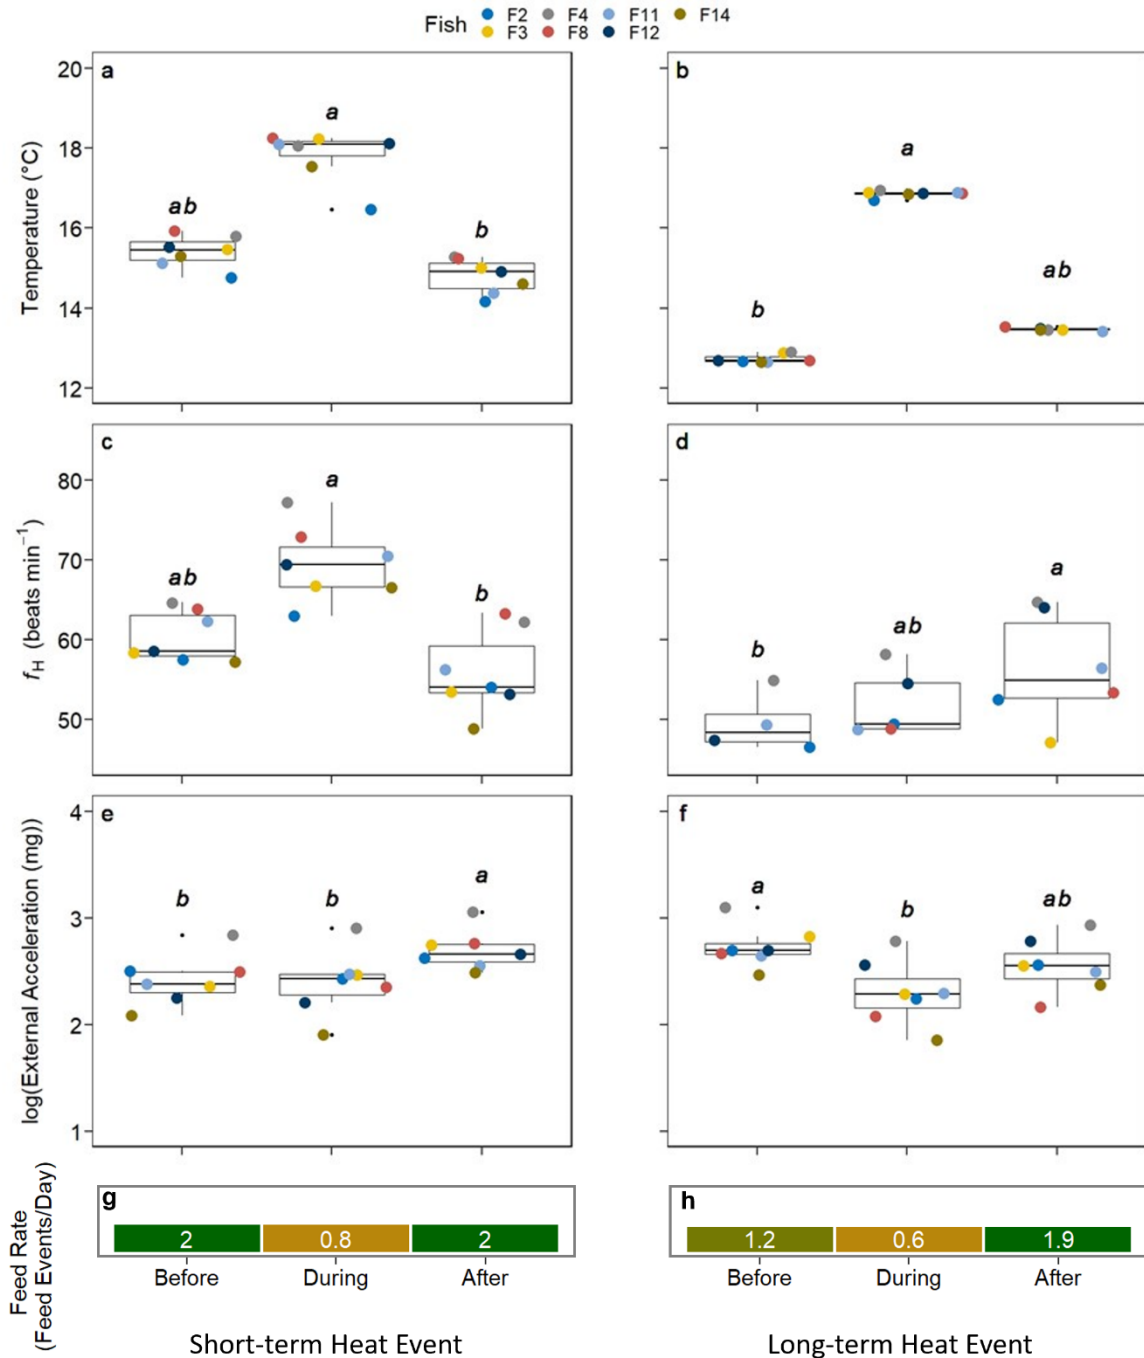 Fish F2 F4 F11 F14
F3 F8 F12
a b
Temperature (°C)
20
18
16
14
12
ab a b
b a ab
c d
fH (beats min−1)
80
70
60
50
ab a b
b ab a
e f
log(External Acceleration (mg))
4
3
2
1
b b a
a b ab
Feed Rate
(Feed Events/Day)
g h
2 0.8 2 1.2 0.6 1.9
Before During After Before During After
Short-term Heat Event Long-term Heat Event